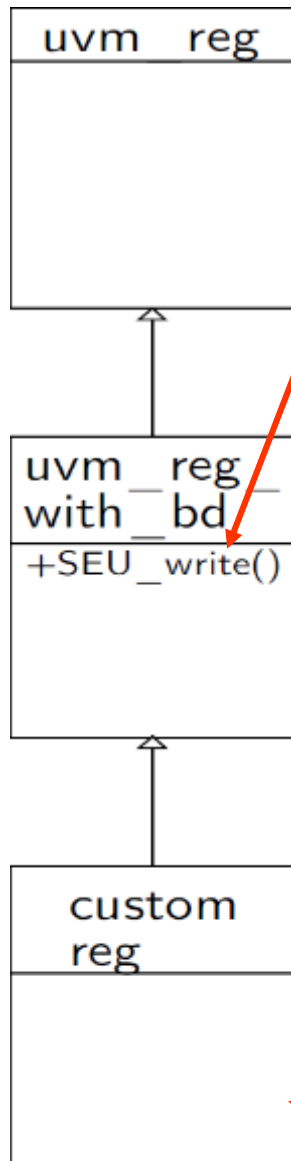 uvm_reg
uvm_reg_
with_bd
+SEU_write()
custom
reg